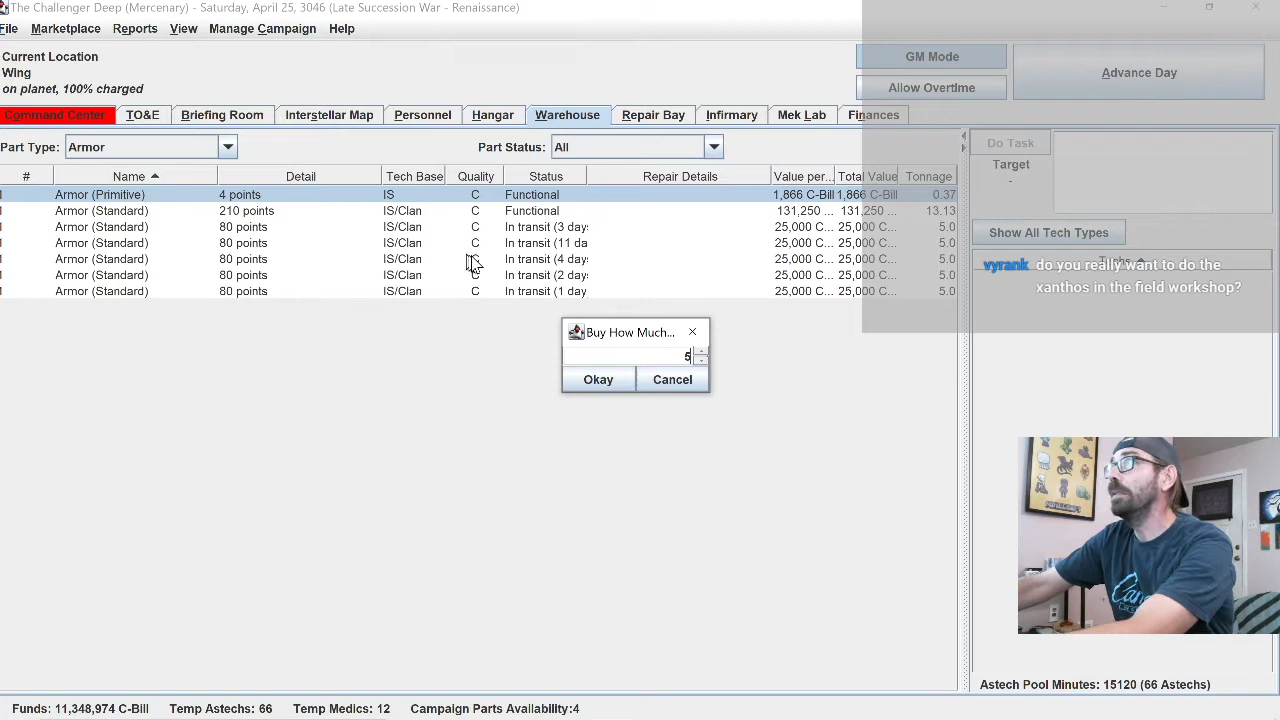 The Challenger Deep (Mercenary) - Saturday, April 25, 3046 (Late Succession War - Renaissance)
File Marketplace Reports View Manage Campaign Help
Current Location
Wing
on planet, 100% charged
GM Mode
Allow Overtime
Advance Day
Command Center TO&E Briefing Room Interstellar Map Personnel Hangar Warehouse Repair Bay Infirmary Mek Lab Finances
Part Type: Armor Part Status: All
Do Task
Target
-
# Name Detail Tech Base Quality Status Repair Details Value per... Total Value Tonnage
Armor (Primitive) 4 points IS C Functional 1,866 C-Bill 1,866 C-Bill 0.37
Armor (Standard) 210 points IS/Clan C Functional 131,250 ... 131,250 ... 13.13
Armor (Standard) 80 points IS/Clan C In transit (3 day 25,000 C... 25,000 C... 5.0
Armor (Standard) 80 points IS/Clan C In transit (11 da 25,000 C... 25,000 C... 5.0
Armor (Standard) 80 points IS/Clan C In transit (4 day 25,000 C... 25,000 C... 5.0
Armor (Standard) 80 points IS/Clan C In transit (2 day 25,000 C... 25,000 C... 5.0
Armor (Standard) 80 points IS/Clan C In transit (1 day 25,000 C... 25,000 C... 5.0
Show All Tech Types
Techs
vyrank do you really want to do the
xanthos in the field workshop?
Buy How Much...
5
Okay Cancel
Astech Pool Minutes: 15120 (66 Astechs)
Funds: 11,348,974 C-Bill Temp Astechs: 66 Temp Medics: 12 Campaign Parts Availability:4